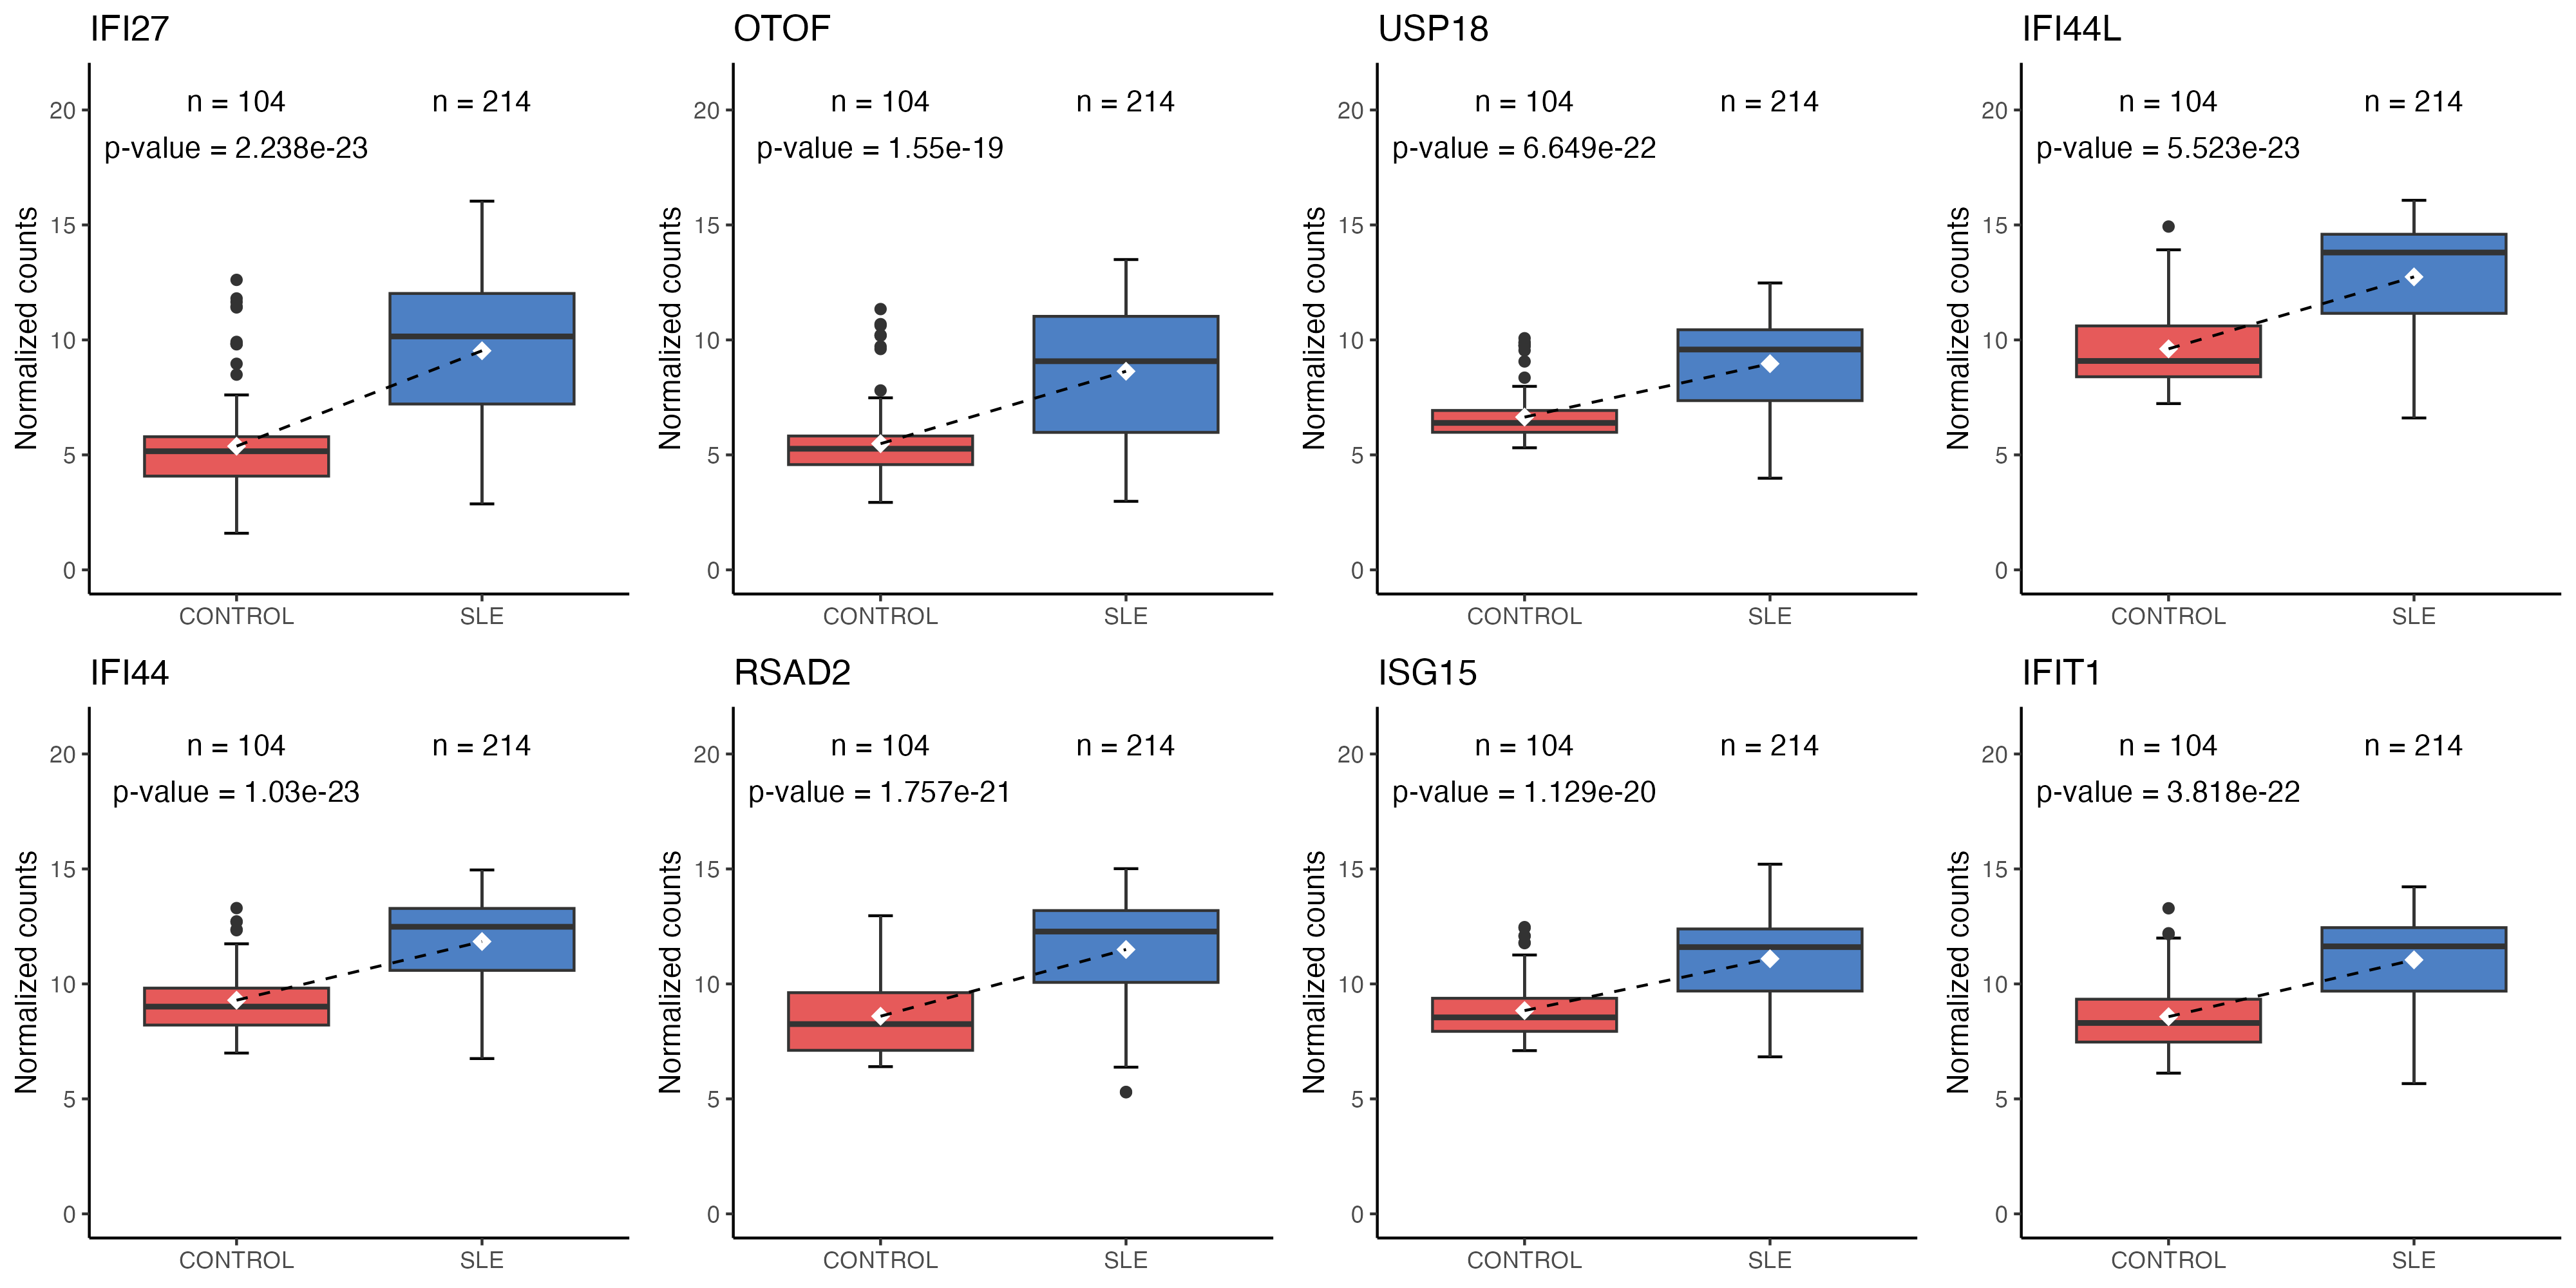 IFI27
OTOF
USP18
IFI44L
n = 104
n = 214
n = 104
n = 214
n = 104
n = 214
n = 104
n = 214
p-value = 2.238e-23
p-value = 1.55e-19
p-value = 6.649e-22
p-value = 5.523e-23
Normalized counts
20
15
10
5
0
Normalized counts
20
15
10
5
0
Normalized counts
20
15
10
5
0
Normalized counts
20
15
10
5
0
CONTROL
SLE
CONTROL
SLE
CONTROL
SLE
CONTROL
SLE
IFI44
RSAD2
ISG15
IFIT1
n = 104
n = 214
n = 104
n = 214
n = 104
n = 214
n = 104
n = 214
p-value = 1.03e-23
p-value = 1.757e-21
p-value = 1.129e-20
p-value = 3.818e-22
Normalized counts
20
15
10
5
0
Normalized counts
20
15
10
5
0
Normalized counts
20
15
10
5
0
Normalized counts
20
15
10
5
0
CONTROL
SLE
CONTROL
SLE
CONTROL
SLE
CONTROL
SLE